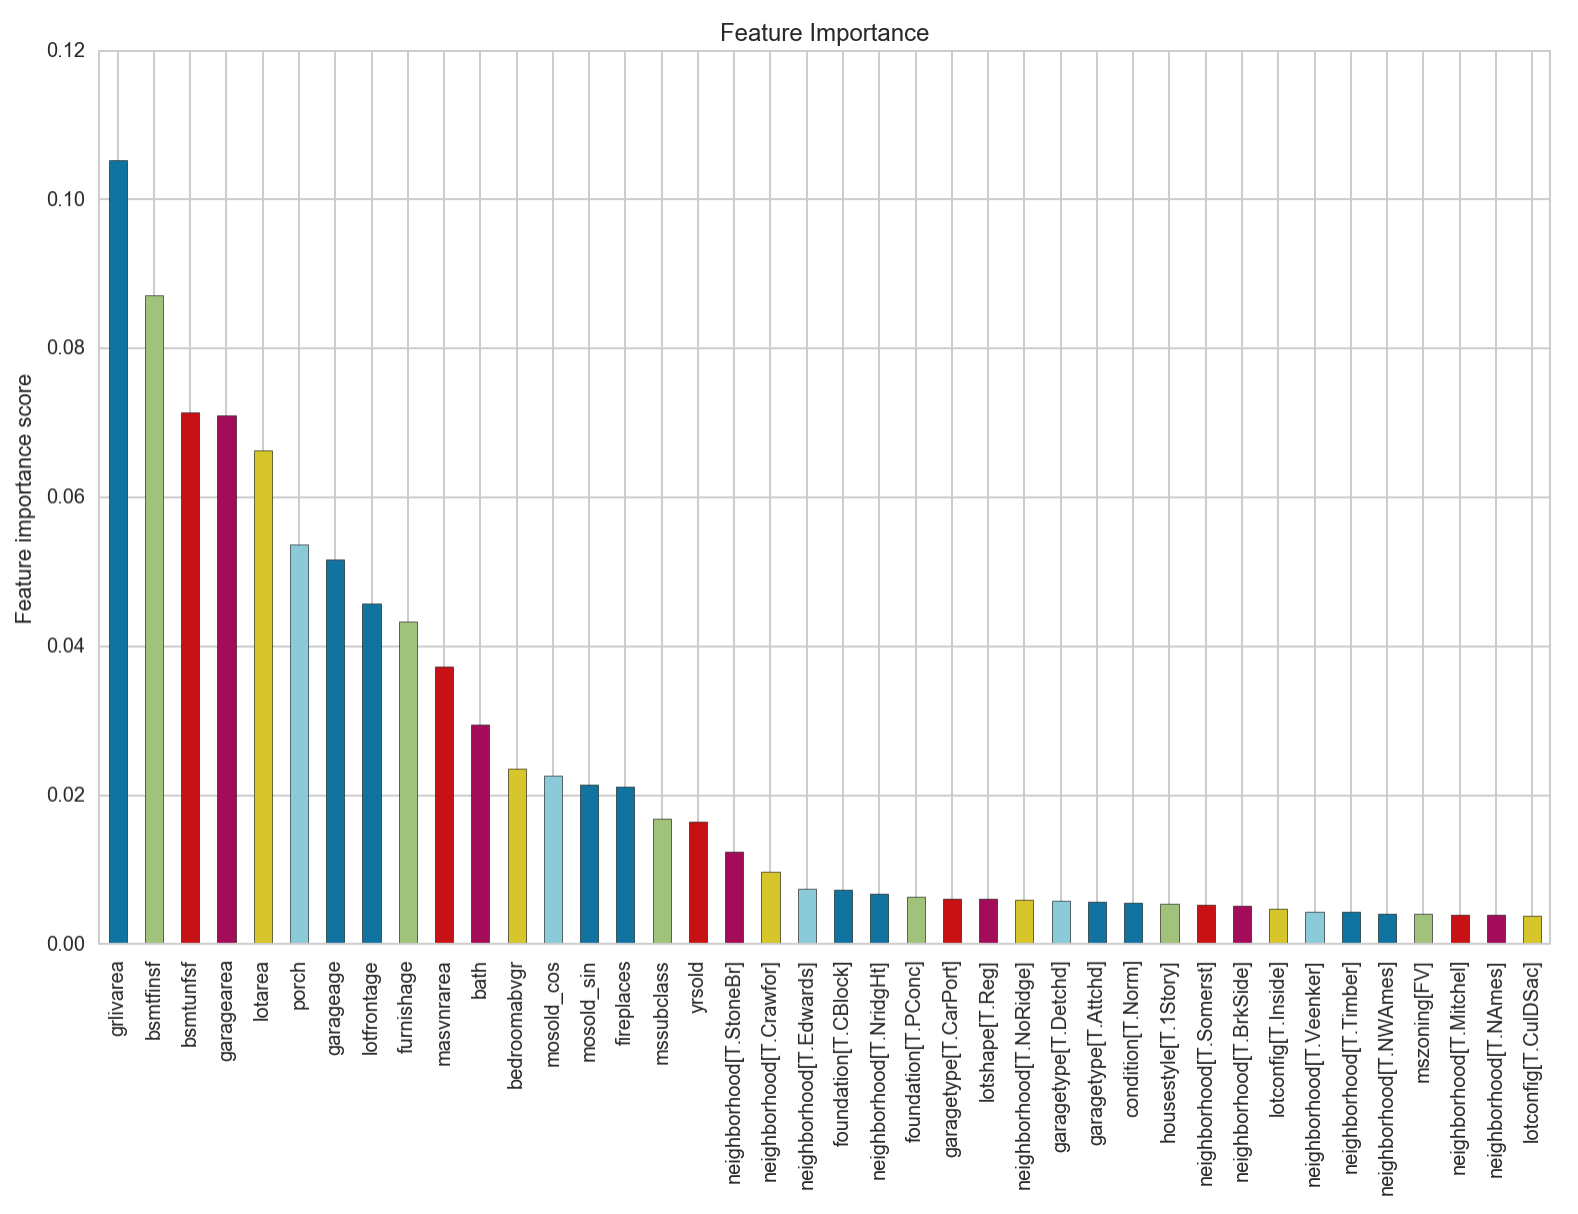 Feature Importance
0.12
0.10
0.08
0.06
0.04
0.02
0.00
Feature importance score
grlivarea
bsmtfinsf
bsmtunfsf
garagearea
lotarea
porch
garageage
lotfrontage
furnishage
masvnrarea
bath
bedroomabvgr
mosold_cos
mosold_sin
fireplaces
mssubclass
yrsold
neighborhood[T.StoneBr]
neighborhood[T.Crawfor]
neighborhood[T.Edwards]
foundation[T.CBlock]
neighborhood[T.NridgHt]
foundation[T.PConc]
garagetype[T.CarPort]
lotshape[T.Reg]
neighborhood[T.NoRidge]
garagetype[T.Detchd]
garagetype[T.Attchd]
condition[T.Norm]
housestyle[T.1Story]
neighborhood[T.Somerst]
neighborhood[T.BrkSide]
lotconfig[T.Inside]
neighborhood[T.Veenker]
neighborhood[T.Timber]
neighborhood[T.NWAmes]
mszoning[FV]
neighborhood[T.Mitchel]
neighborhood[T.NAmes]
lotconfig[T.CulDSac]